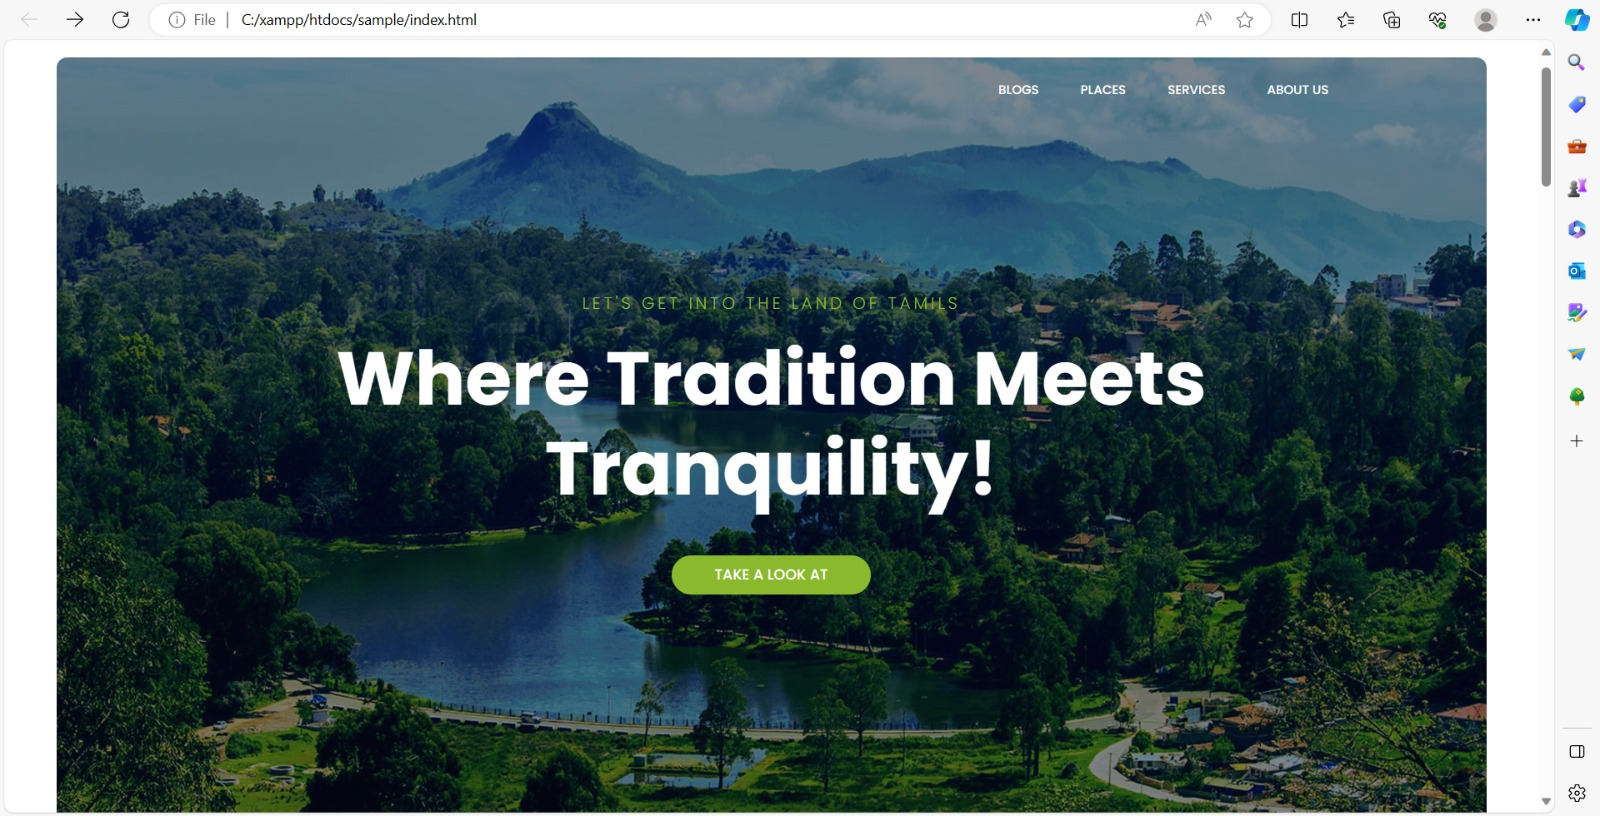 File | C:/xampp/htdocs/sample/index.html
BLOGS PLACES SERVICES ABOUT US
LET'S GET INTO THE LAND OF TAMILS
Where Tradition Meets
Tranquility!
TAKE A LOOK AT